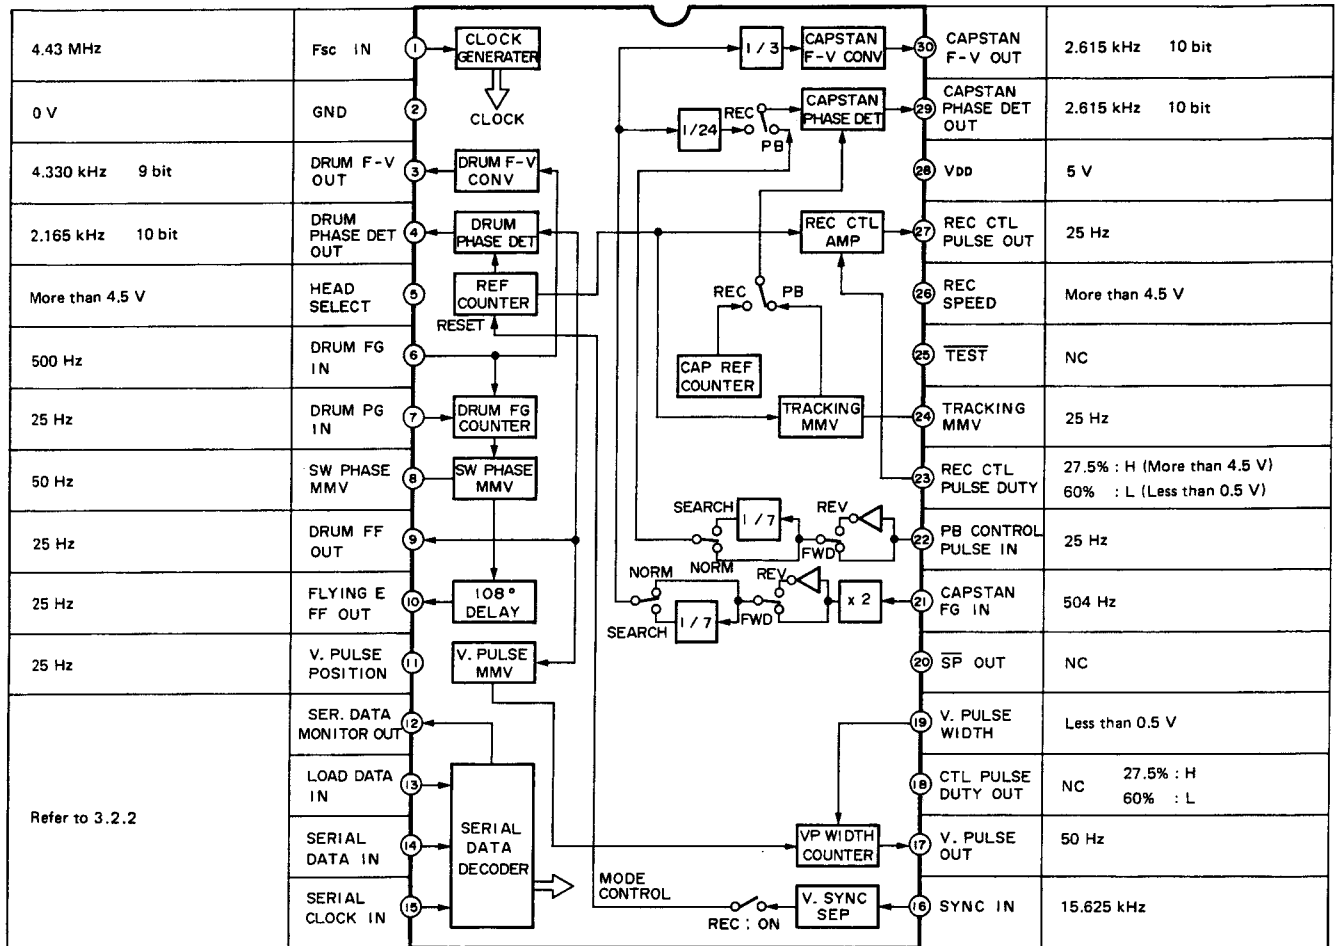 4.43 MHz
Fsc IN
1
CLOCK
GENERATER
CLOCK
0 V
GND
2
4.330 kHz 9 bit
DRUM F-V
OUT
3
DRUM F-V
CONV
2.165 kHz 10 bit
DRUM
PHASE DET
OUT
4
DRUM
PHASE DET
More than 4.5 V
HEAD
SELECT
5
REF
COUNTER
RESET
500 Hz
DRUM FG
IN
6
25 Hz
DRUM PG
IN
7
DRUM FG
COUNTER
50 Hz
SW PHASE
MMV
8
SW PHASE
MMV
25 Hz
DRUM FF
OUT
9
25 Hz
FLYING E
FF OUT
10
108°
DELAY
25 Hz
V. PULSE
POSITION
11
V. PULSE
MMV
Refer to 3.2.2
SER. DATA
MONITOR OUT
12
LOAD DATA
IN
13
SERIAL
DATA IN
14
SERIAL
CLOCK IN
15
SERIAL
DATA
DECODER
MODE
CONTROL
1/3
CAPSTAN
F-V CONV
30
CAPSTAN
F-V OUT
2.615 kHz 10 bit
1/24
REC
PB
CAPSTAN
PHASE DET
29
CAPSTAN
PHASE DET
OUT
2.615 kHz 10 bit
28
VDD
5 V
REC CTL
AMP
27
REC CTL
PULSE OUT
25 Hz
REC
PB
26
REC
SPEED
More than 4.5 V
CAP REF
COUNTER
25
TEST
NC
TRACKING
MMV
24
TRACKING
MMV
25 Hz
23
REC CTL
PULSE DUTY
27.5% : H (More than 4.5 V)
60% : L (Less than 0.5 V)
SEARCH
1/7
NORM
REV
FWD
22
PB CONTROL
PULSE IN
25 Hz
NORM
SEARCH
1/7
REV
FWD
x 2
21
CAPSTAN
FG IN
504 Hz
20
SP OUT
NC
19
V. PULSE
WIDTH
Less than 0.5 V
18
CTL PULSE
DUTY OUT
NC 27.5% : H
60% : L
VP WIDTH
COUNTER
17
V. PULSE
OUT
50 Hz
REC : ON
V. SYNC
SEP
16
SYNC IN
15.625 kHz